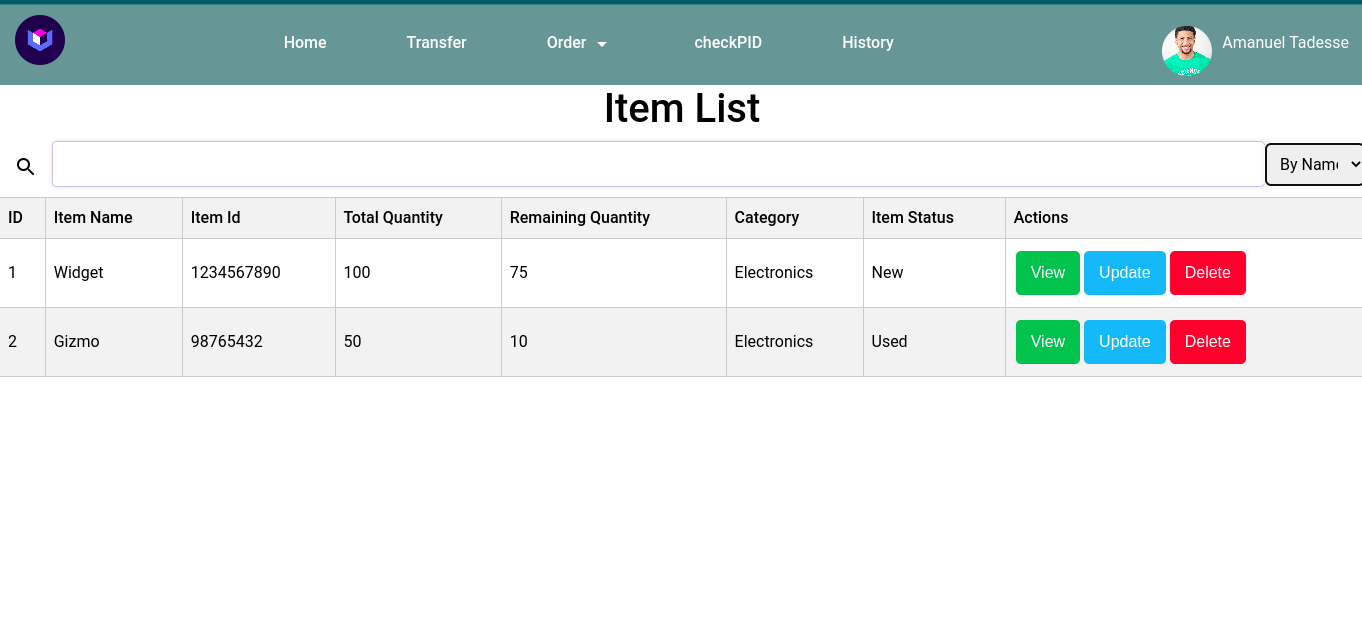 Home Transfer Order checkPID History Amanuel Tadesse
Item List
By Name
ID Item Name Item Id Total Quantity Remaining Quantity Category Item Status Actions
1 Widget 1234567890 100 75 Electronics New View Update Delete
2 Gizmo 98765432 50 10 Electronics Used View Update Delete